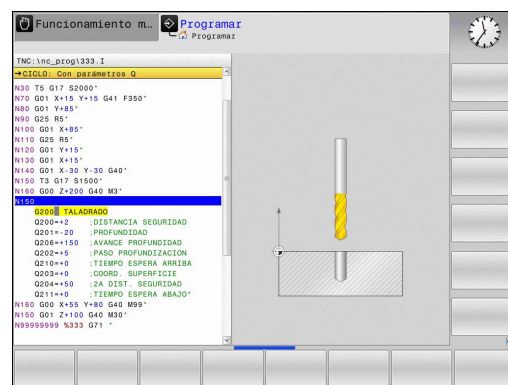 Funcionamiento m…
Programar
Programar
TNC:\nc_prog\333.I
→CICLO: Con parámetros Q
N30 T5 G17 S2000*
N70 G01 X+15 Y+15 G41 F350*
N80 G01 Y+85*
N90 G25 R5*
N100 G01 X+85*
N110 G25 R5*
N120 G01 Y+15*
N130 G01 X+15*
N140 G01 X-30 Y-30 G40*
N150 T3 G17 S1500*
N160 G00 Z+200 G40 M3*
N150
G200 TALADRADO
Q200=+2 ;DISTANCIA SEGURIDAD
Q201=-20 ;PROFUNDIDAD
Q206=+150 ;AVANCE PROFUNDIDAD
Q202=+5 ;PASO PROFUNDIZACION
Q210=+0 ;TIEMPO ESPERA ARRIBA
Q203=+0 ;COORD. SUPERFICIE
Q204=+50 ;2A DIST. SEGURIDAD
Q211=+0 ;TIEMPO ESPERA ABAJO*
N160 G00 X+55 Y+80 G40 M99*
N150 G01 Z+100 G40 M30*
N99999999 %333 G71 *